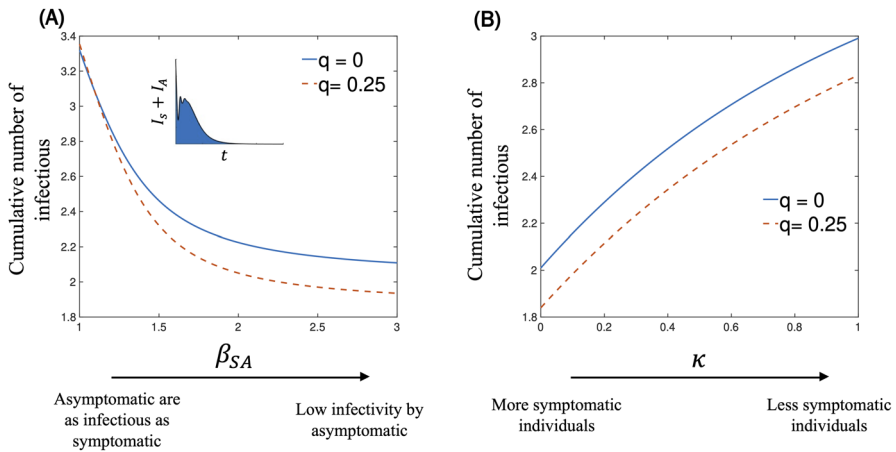 (A)
Cumulative number of
infectious
3.4
3.2
3
2.8
2.6
2.4
2.2
2
1.8
I_S + I_A
t
q = 0
q= 0.25
1
1.5
2
2.5
3
β_SA
Asymptomatic are
as infectious as
symptomatic
Low infectivity by
asymptomatic
(B)
Cumulative number of
infectious
3
2.8
2.6
2.4
2.2
2
1.8
q = 0
q= 0.25
0
0.2
0.4
0.6
0.8
1
κ
More symptomatic
individuals
Less symptomatic
individuals